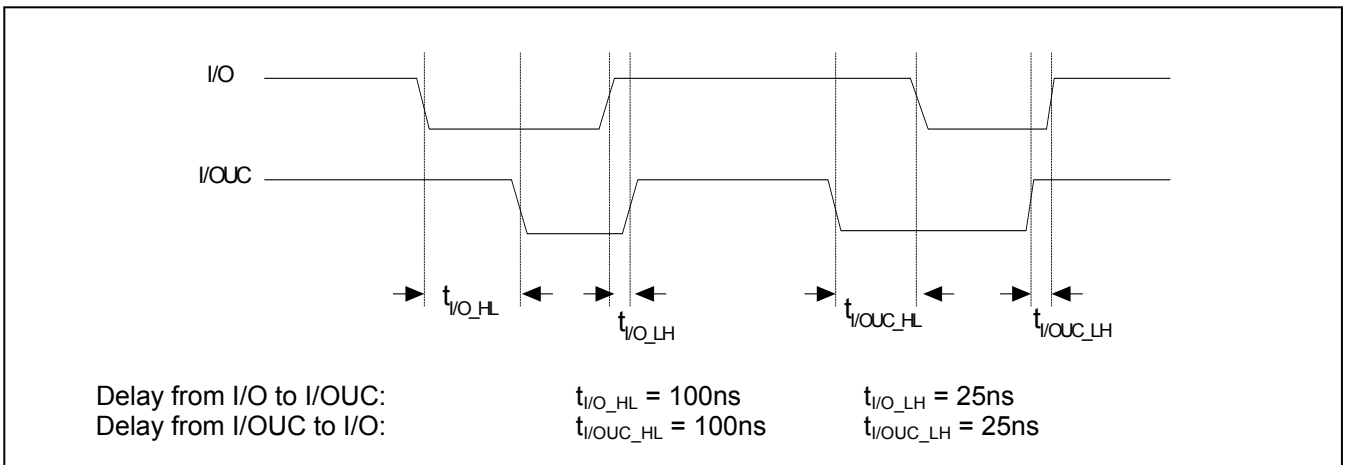 I/O
I/OUC
tI/O_HL
tI/O_LH
tI/OUC_HL
tI/OUC_LH
Delay from I/O to I/OUC: tI/O_HL = 100ns tI/O_LH = 25ns
Delay from I/OUC to I/O: tI/OUC_HL = 100ns tI/OUC_LH = 25ns